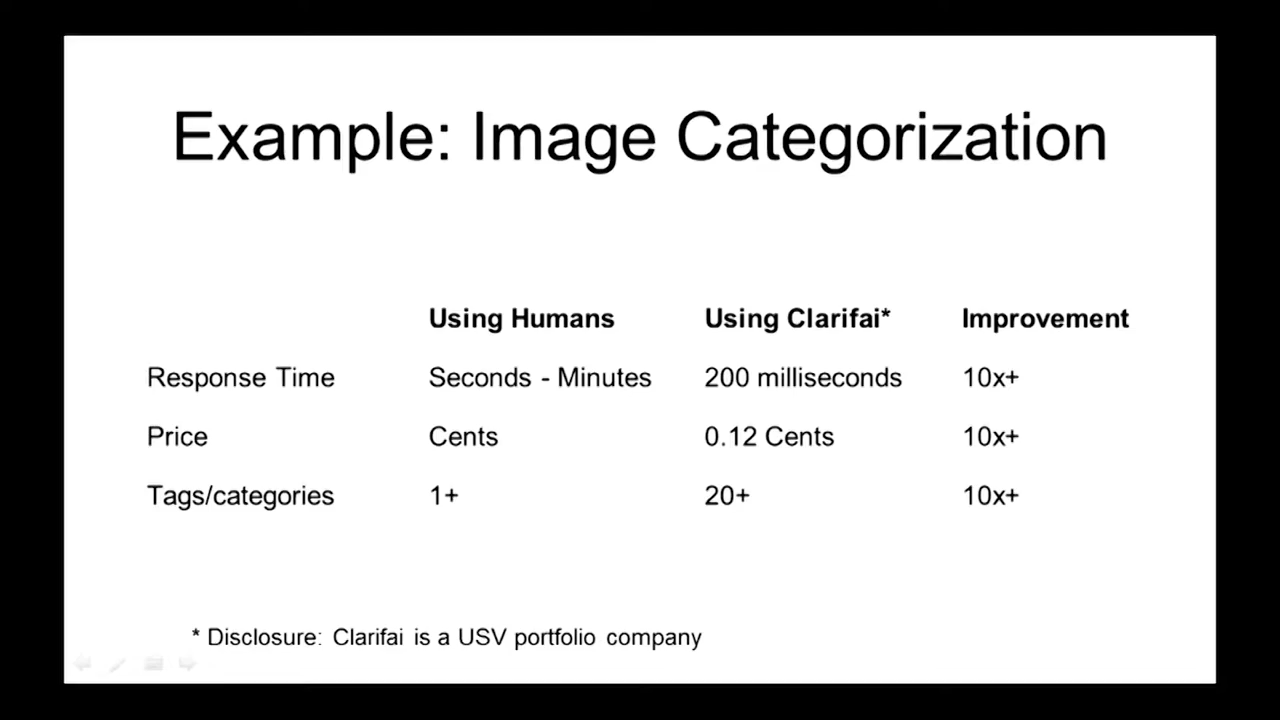 Example: Image Categorization
Using Humans Using Clarifai* Improvement
Response Time Seconds - Minutes 200 milliseconds 10x+
Price Cents 0.12 Cents 10x+
Tags/categories 1+ 20+ 10x+
* Disclosure: Clarifai is a USV portfolio company